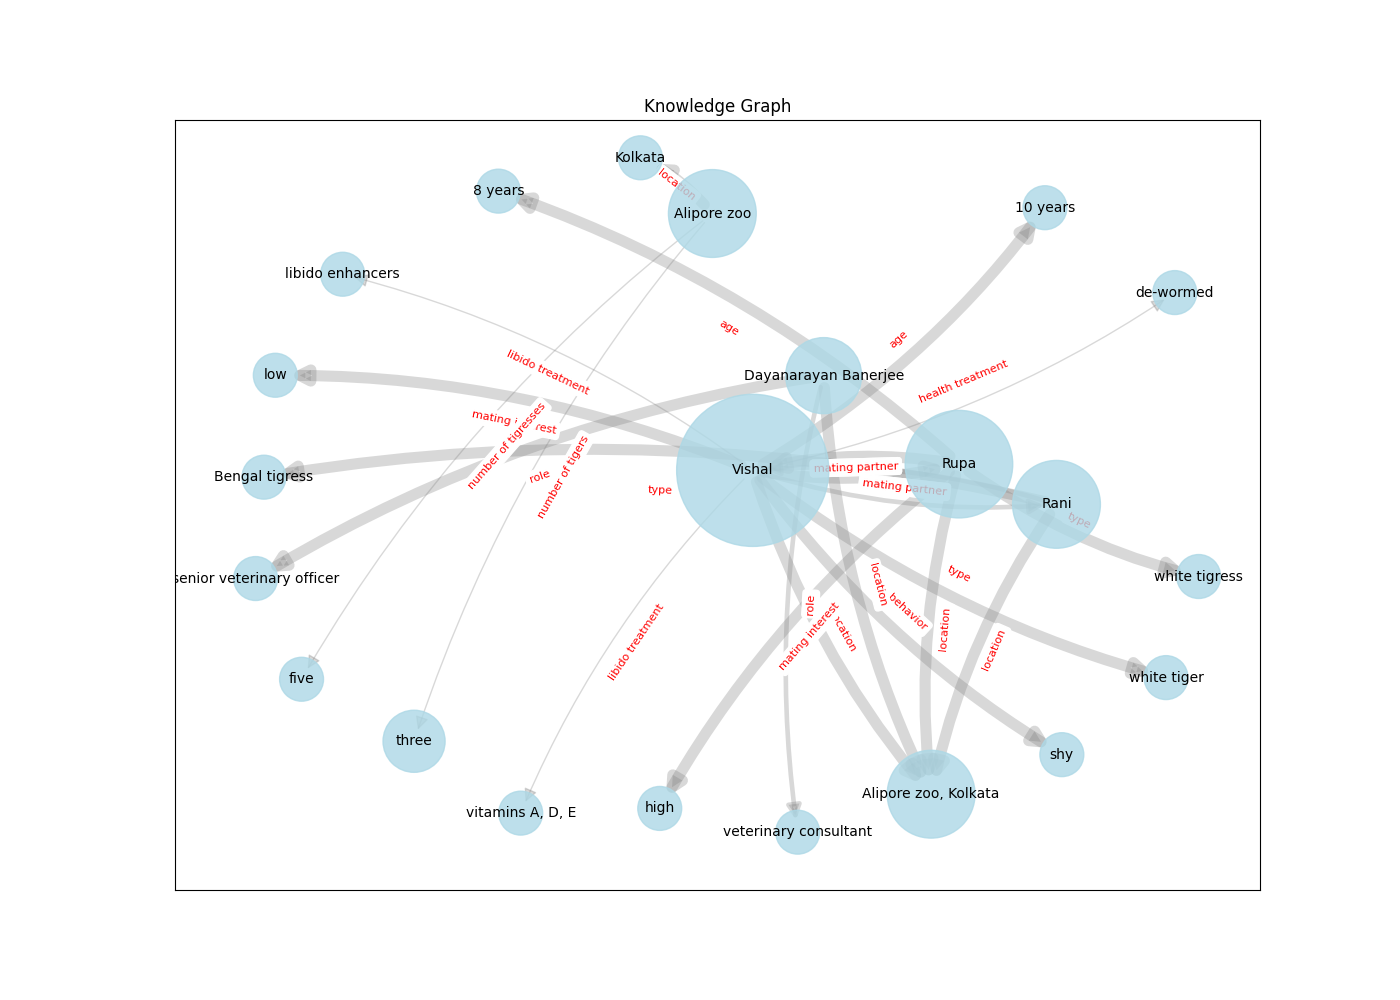 Knowledge Graph
Kolkata
location
8 years
Alipore zoo
10 years
libido enhancers
de-wormed
age
age
libido treatment
health treatment
low
Dayanarayan Banerjee
mating
number of tigresses
role
number of tigers
Bengal tigress
type
Vishal
mating partner
mating partner
Rupa
Rani
type
senior veterinary officer
white tigress
type
location
behavior
role
mating interest
location
location
libido treatment
five
white tiger
three
shy
vitamins A, D, E
high
veterinary consultant
Alipore zoo, Kolkata